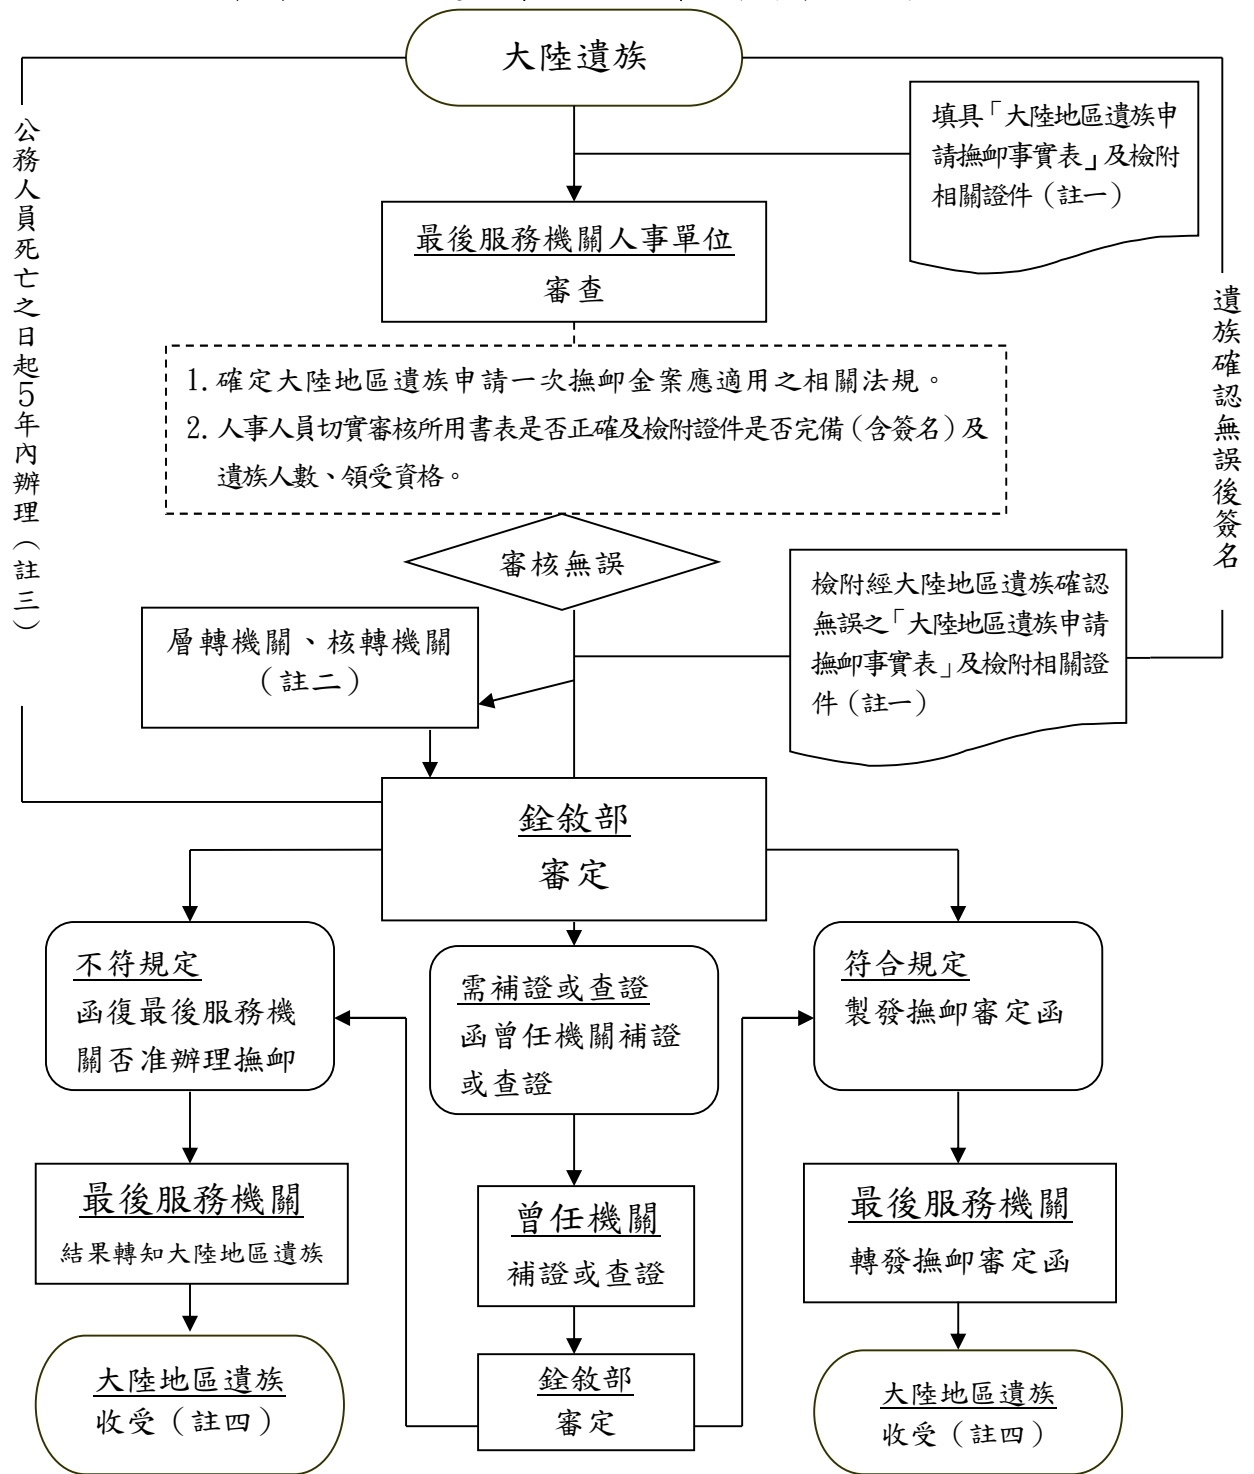 大陸遺族
填具「大陸地區遺族申
請撫卹事實表」及檢附
相關證件（註一）
公務人員死亡之日起5年內辦理（註三）
最後服務機關人事單位
審查
遺族確認無誤後簽名
1. 確定大陸地區遺族申請一次撫卹金案應適用之相關法規。
2. 人事人員切實審核所用書表是否正確及檢附證件是否完備（含簽名）及
遺族人數、領受資格。
審核無誤
檢附經大陸地區遺族確認
無誤之「大陸地區遺族申請
撫卹事實表」及檢附相關證
件（註一）
層轉機關、核轉機關
（註二）
銓敘部
審定
不符規定
函復最後服務機
關否准辦理撫卹
需補證或查證
函曾任機關補證
或查證
符合規定
製發撫卹審定函
最後服務機關
結果轉知大陸地區遺族
曾任機關
補證或查證
最後服務機關
轉發撫卹審定函
大陸地區遺族
收受（註四）
銓敘部
審定
大陸地區遺族
收受（註四）